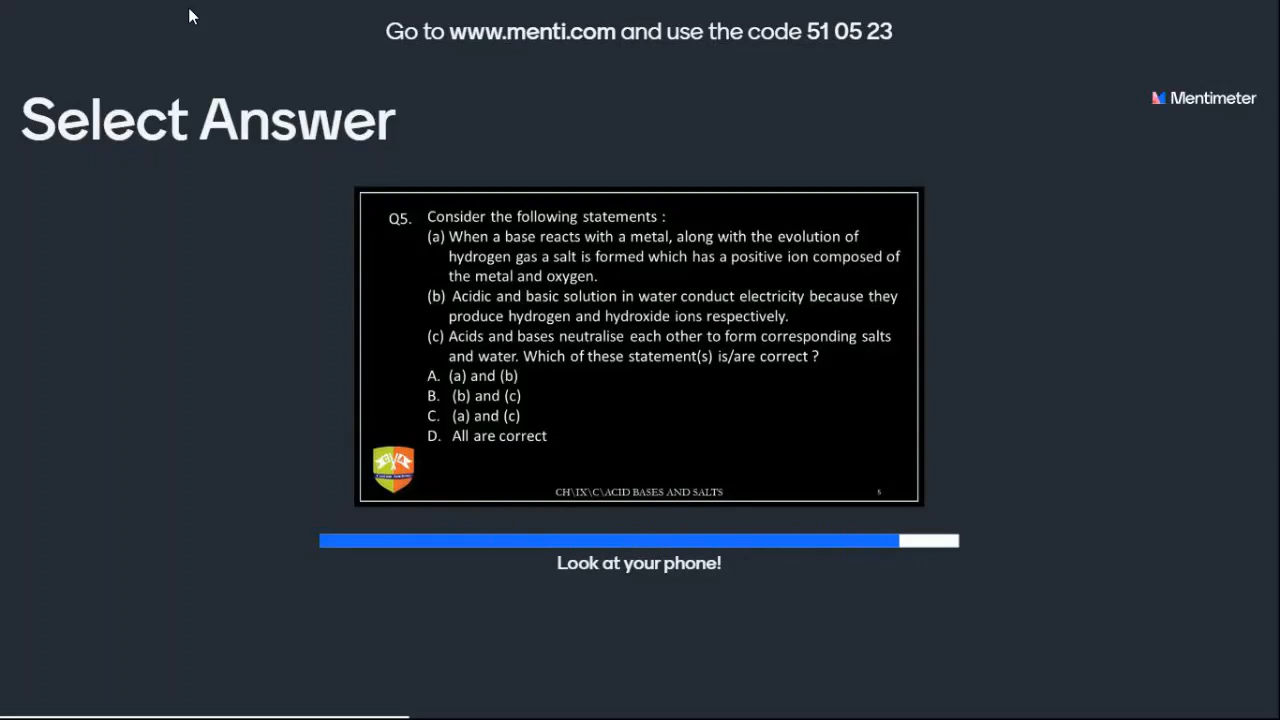 Go to www.menti.com and use the code 51 05 23
Mentimeter
Select Answer
Q5. Consider the following statements :
(a) When a base reacts with a metal, along with the evolution of
hydrogen gas a salt is formed which has a positive ion composed of
the metal and oxygen.
(b) Acidic and basic solution in water conduct electricity because they
produce hydrogen and hydroxide ions respectively.
(c) Acids and bases neutralise each other to form corresponding salts
and water. Which of these statement(s) is/are correct ?
A. (a) and (b)
B. (b) and (c)
C. (a) and (c)
D. All are correct
CH\IX\C\ACID BASES AND SALTS
Look at your phone!